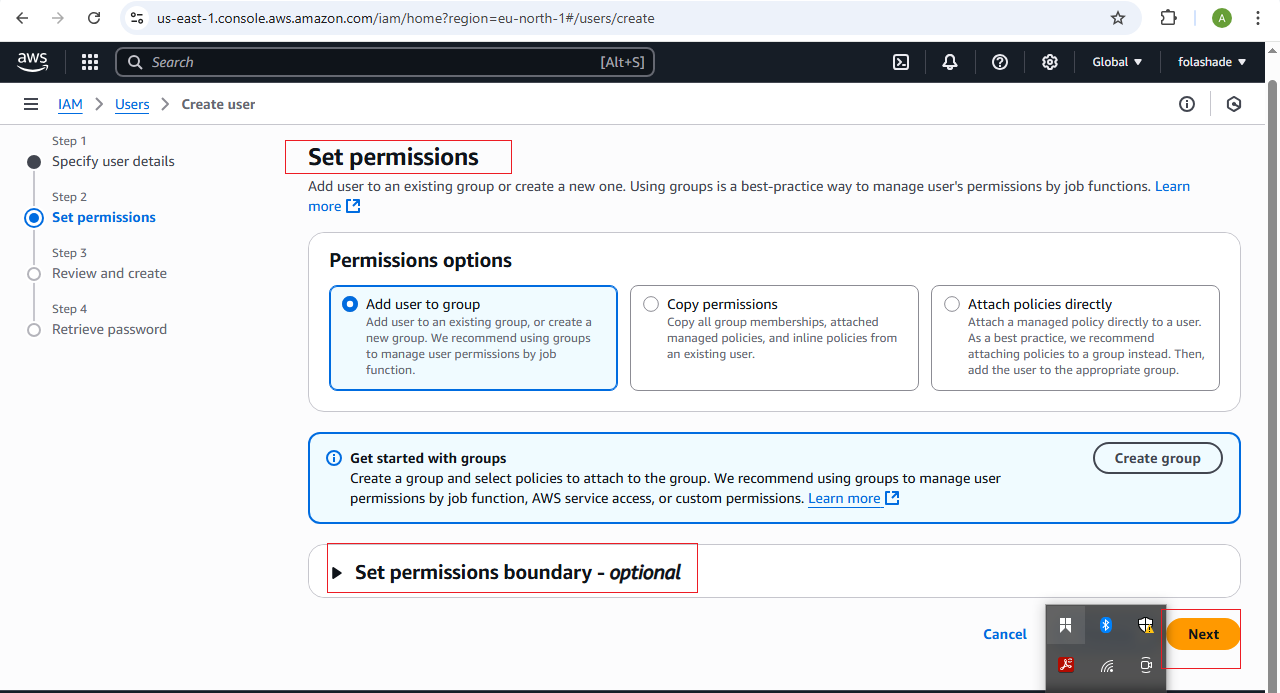 us-east-1.console.aws.amazon.com/iam/home?region=eu-north-1#/users/create
A
aws
Search
[Alt+S]
Global
folashade
IAM
Users
Create user
Step 1
Specify user details
Step 2
Set permissions
Step 3
Review and create
Step 4
Retrieve password
Set permissions
Add user to an existing group or create a new one. Using groups is a best-practice way to manage user's permissions by job functions. Learn
more
Permissions options
Add user to group
Add user to an existing group, or create a
new group. We recommend using groups
to manage user permissions by job
function.
Copy permissions
Copy all group memberships, attached
managed policies, and inline policies from
an existing user.
Attach policies directly
Attach a managed policy directly to a user.
As a best practice, we recommend
attaching policies to a group instead. Then,
add the user to the appropriate group.
Get started with groups
Create a group and select policies to attach to the group. We recommend using groups to manage user
permissions by job function, AWS service access, or custom permissions. Learn more
Create group
Set permissions boundary - optional
Cancel
Next